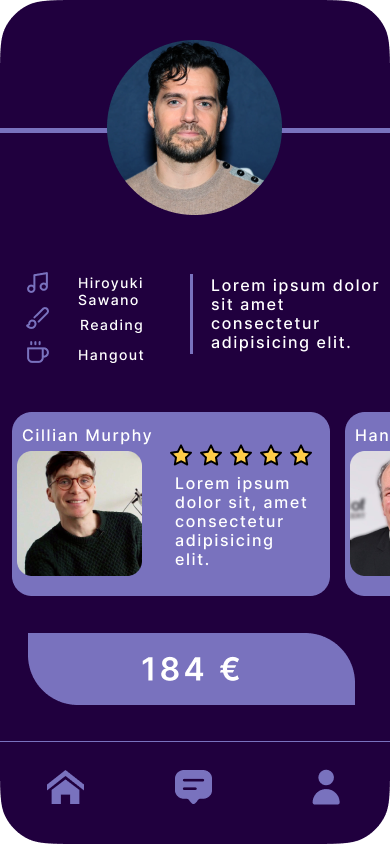 Hiroyuki
Sawano
Reading
Hangout
Lorem ipsum dolor
sit amet
consectetur
adipisicing elit.
Cillian Murphy
Lorem ipsum
dolor sit, amet
consectetur
adipisicing
elit.
Han
184 €